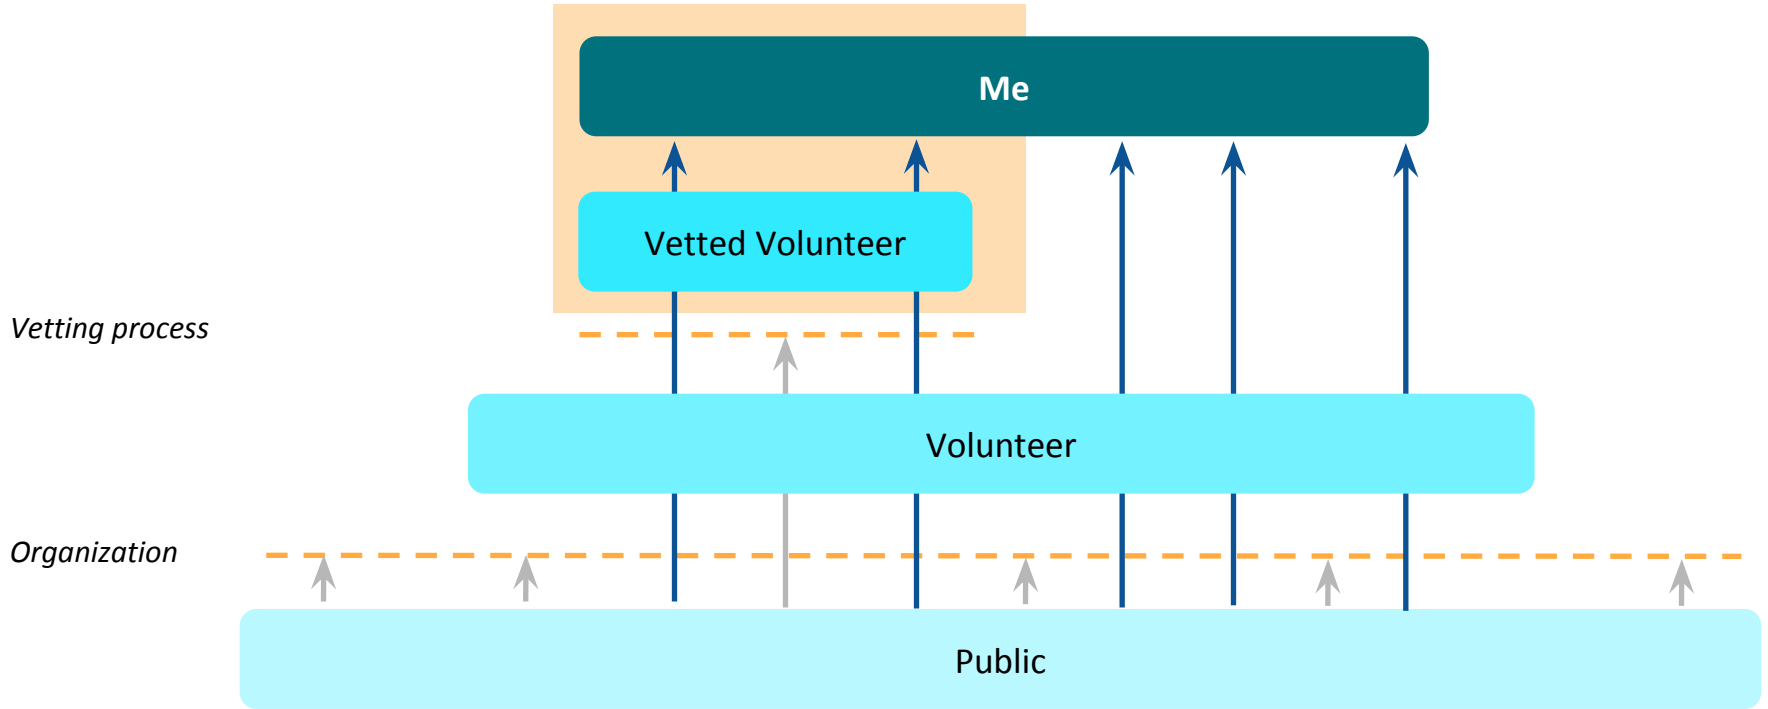 Me
Vetted Volunteer
Vetting process
Volunteer
Organization
Public